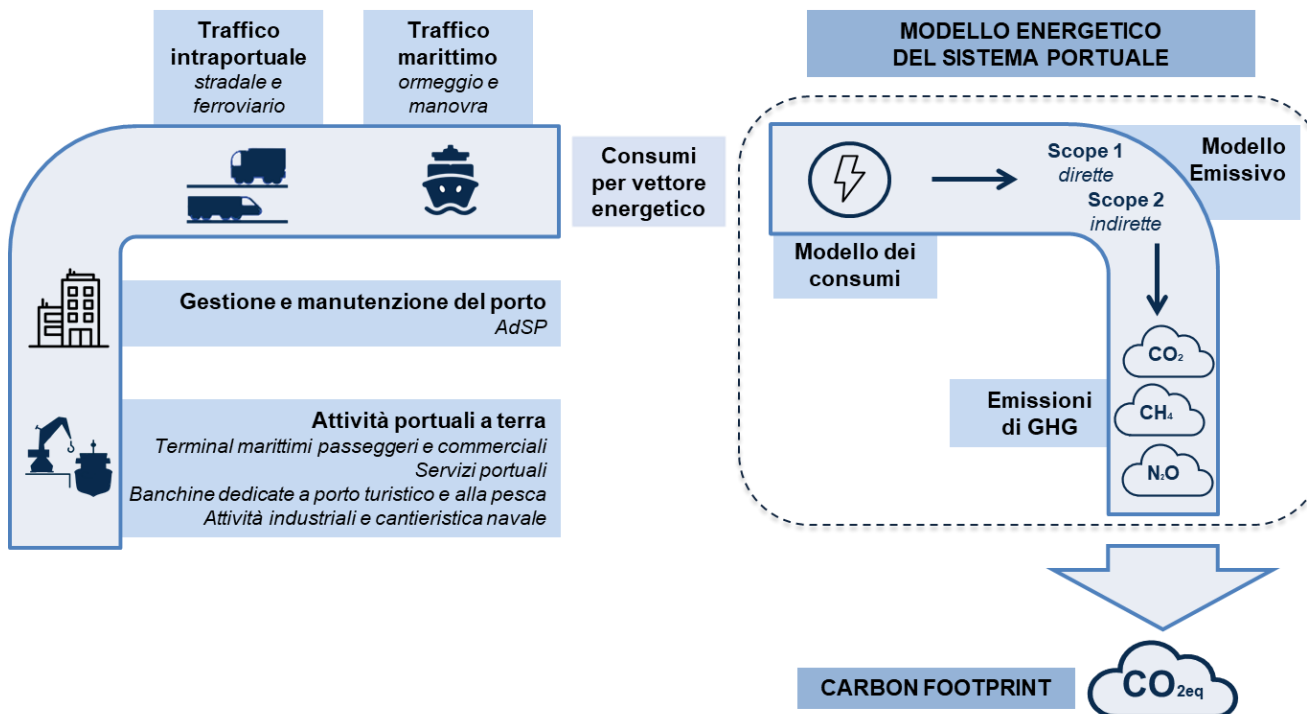 Traffico
intraportuale
stradale e
ferroviario
Traffico
marittimo
ormeggio e
manovra
Consumi
per vettore
energetico
Gestione e manutenzione del porto
AdSP
Attività portuali a terra
Terminal marittimi passeggeri e commerciali
Servizi portuali
Banchine dedicate a porto turistico e alla pesca
Attività industriali e cantieristica navale
MODELLO ENERGETICO
DEL SISTEMA PORTUALE
Modello dei
consumi
Scope 1
dirette
Scope 2
indirette
Modello
Emissivo
Emissioni
di GHG
CO₂
CH₄
N₂O
CARBON FOOTPRINT
CO2eq